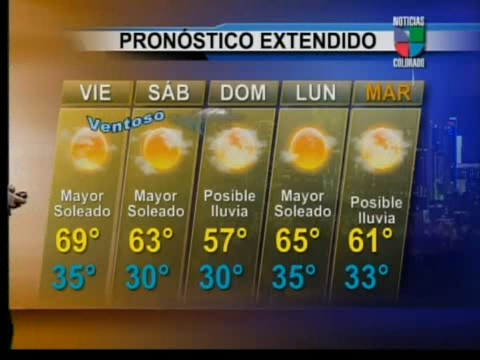 NOTICIAS
COLORADO
PRONÓSTICO EXTENDIDO
VIE SÁB DOM LUN MAR
Ventoso
Mayor Soleado
Mayor Soleado
Posible lluvia
Mayor Soleado
Posible lluvia
69° 63° 57° 65° 61°
35° 30° 30° 35° 33°